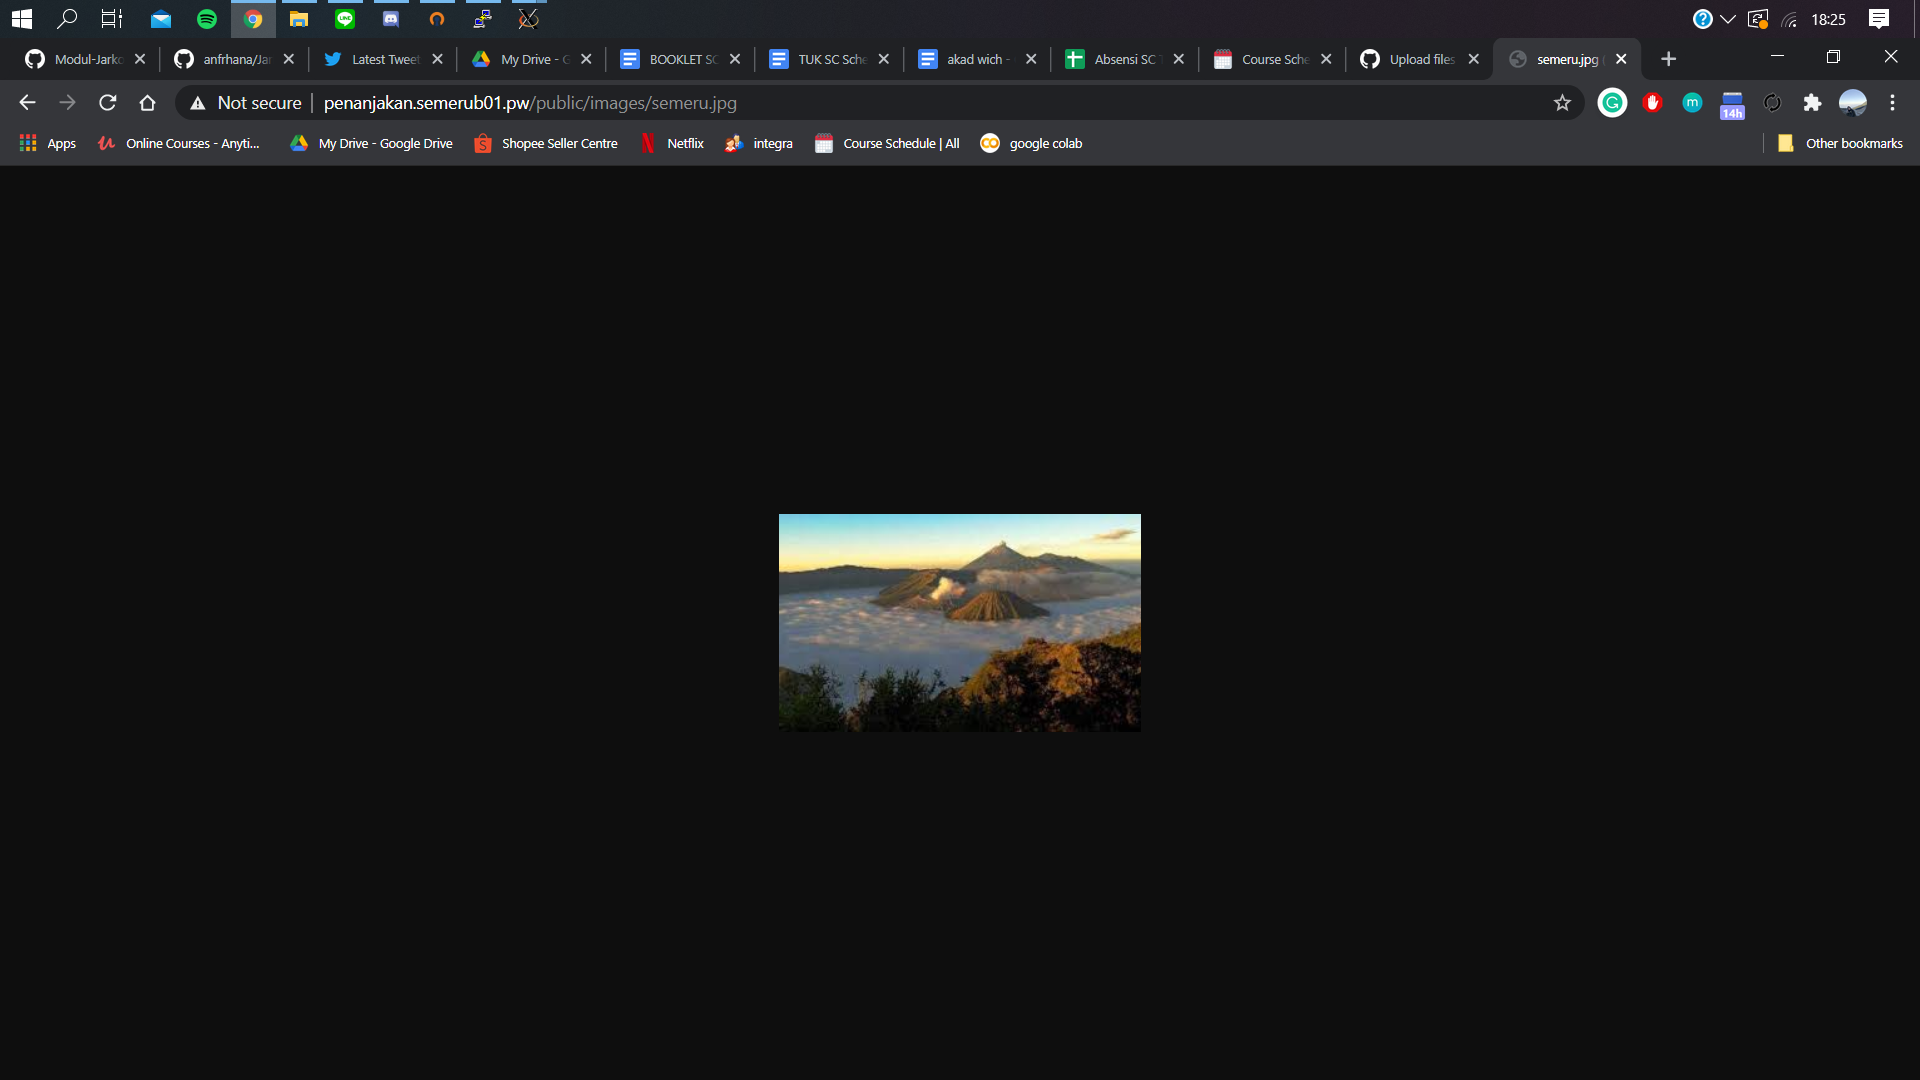 18:25
Modul-Jarko
anfrhana/Jar
Latest Tweet
My Drive - G
BOOKLET SC
TUK SC Sche
akad wich -
Absensi SC T
Course Sche
Upload files
semeru.jpg (
Not secure | penanjakan.semerub01.pw/public/images/semeru.jpg
m
14h
Apps
Online Courses - Anyti...
My Drive - Google Drive
Shopee Seller Centre
Netflix
integra
Course Schedule | All
google colab
Other bookmarks